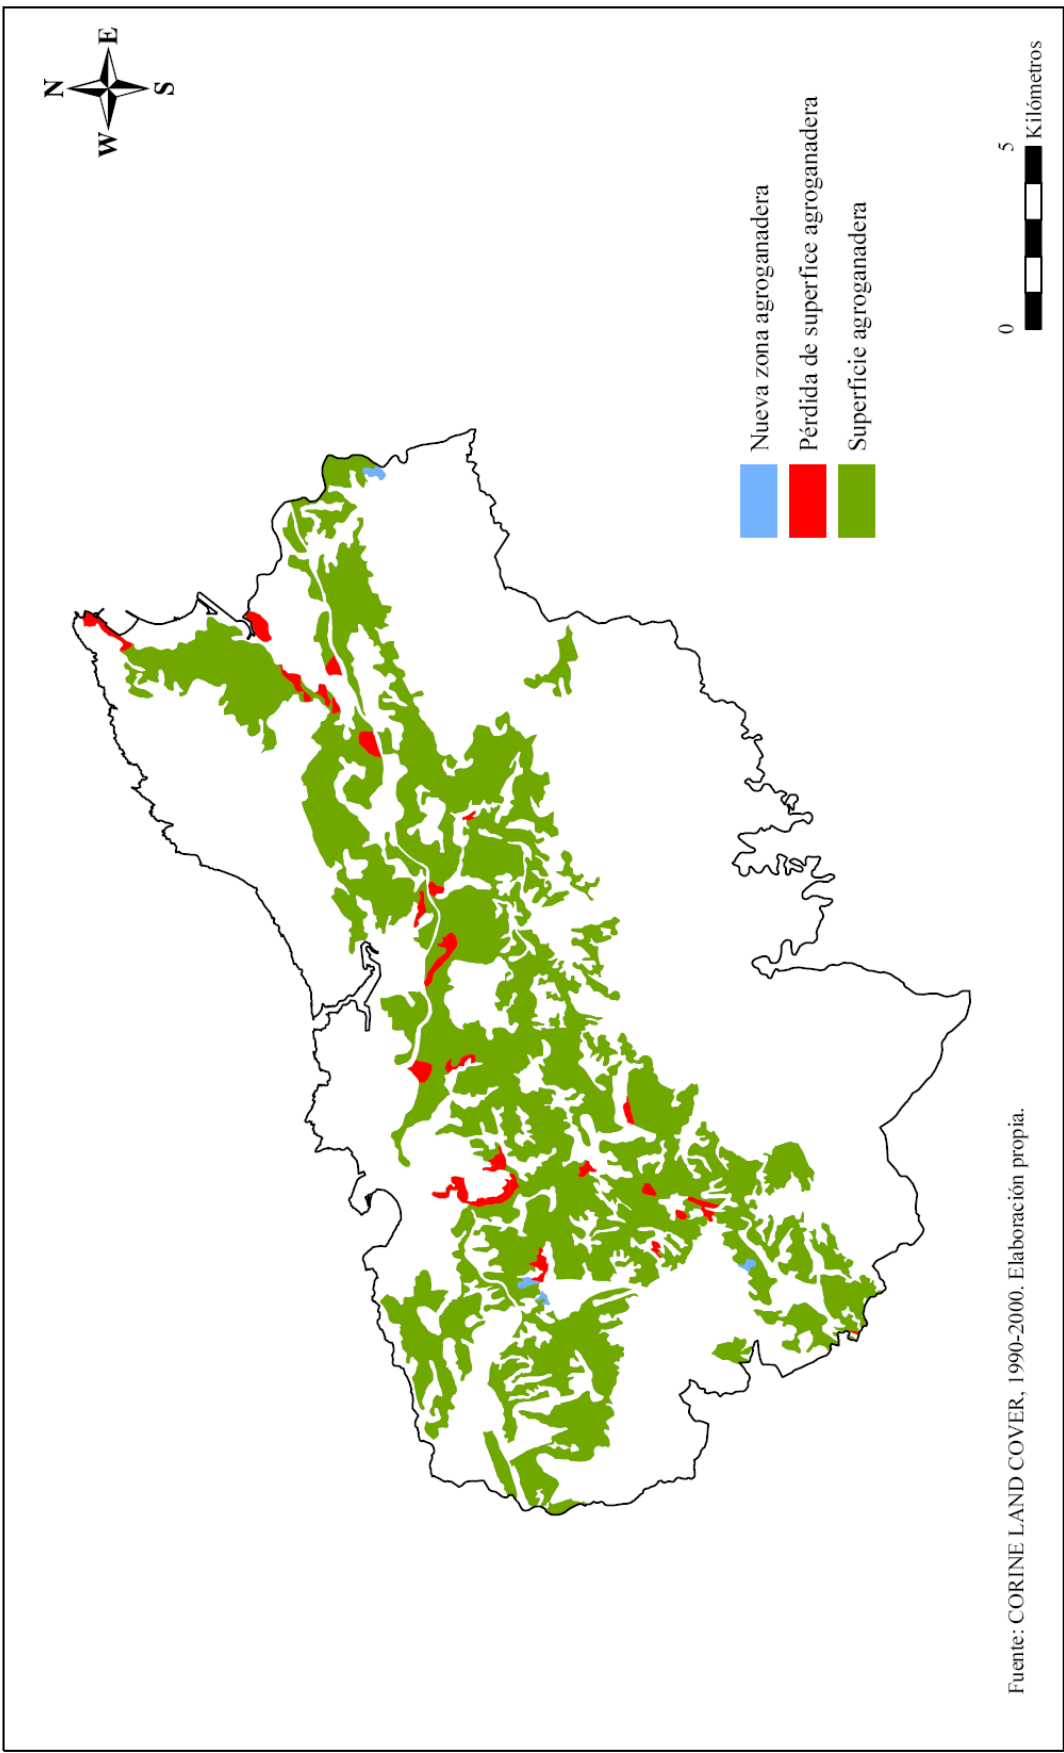 N
W
E
S
Nueva zona agroganadera
Pérdida de superfice agroganadera
Superficie agroganadera
0
5
Kilómetros
Fuente: CORINE LAND COVER, 1990-2000. Elaboración propia.